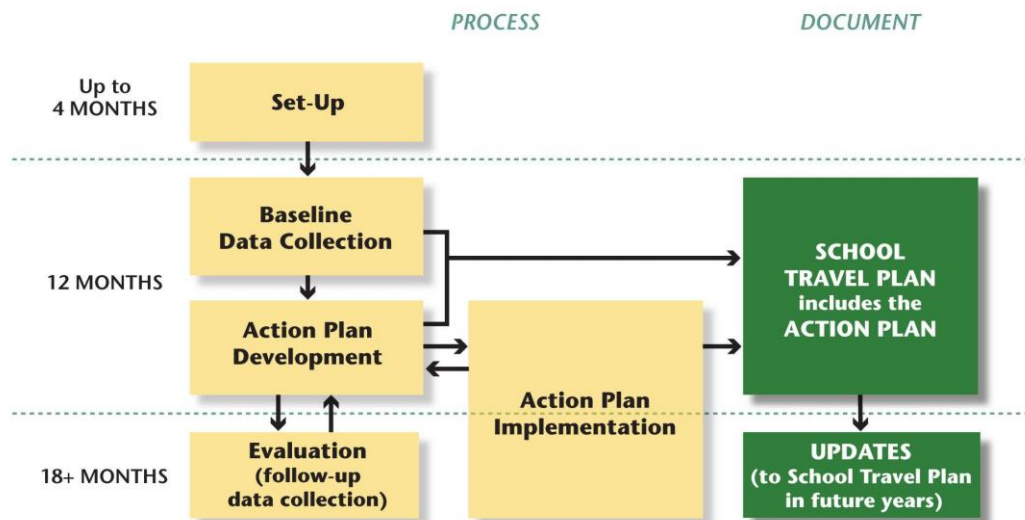 PROCESS
DOCUMENT
Up to
4 MONTHS
Set-Up
12 MONTHS
Baseline
Data Collection
Action Plan
Development
Action Plan
Implementation
SCHOOL
TRAVEL PLAN
includes the
ACTION PLAN
18+ MONTHS
Evaluation
(follow-up
data collection)
UPDATES
(to School Travel Plan
in future years)